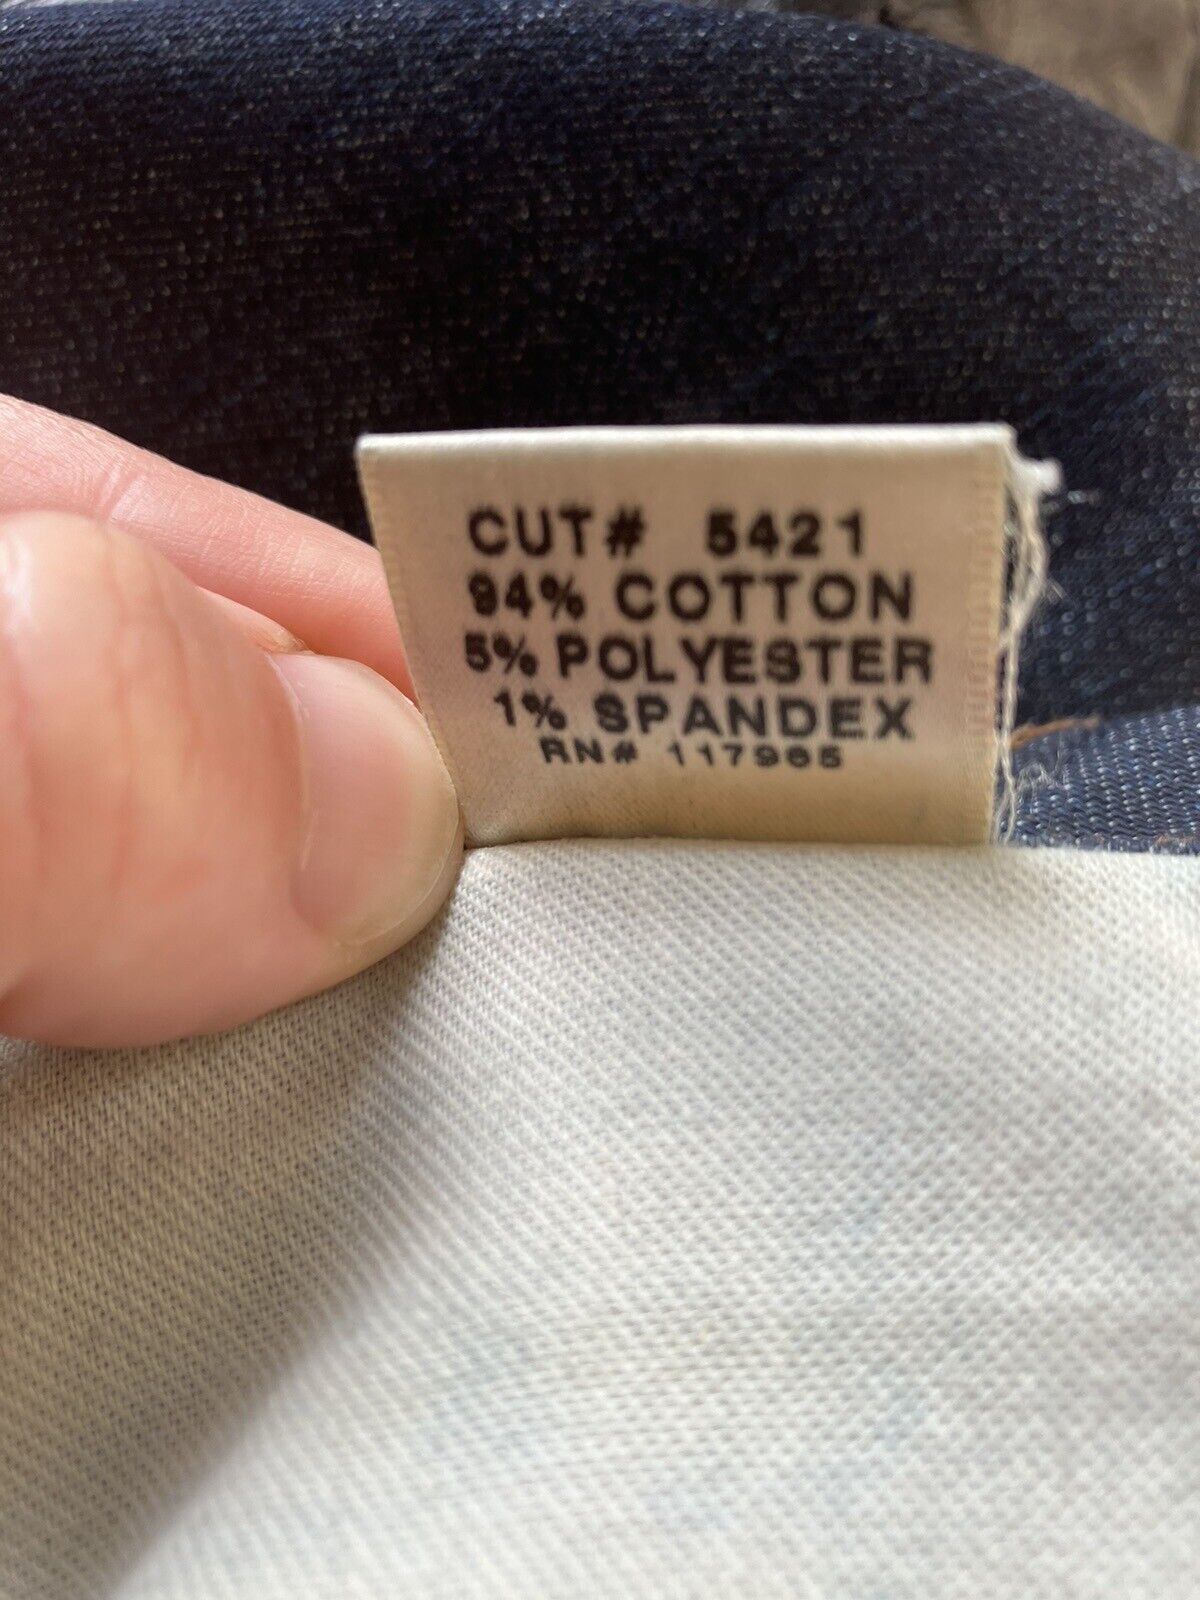 CUT# 5421
94% COTTON
5% POLYESTER
1% SPANDEX
RN# 117965